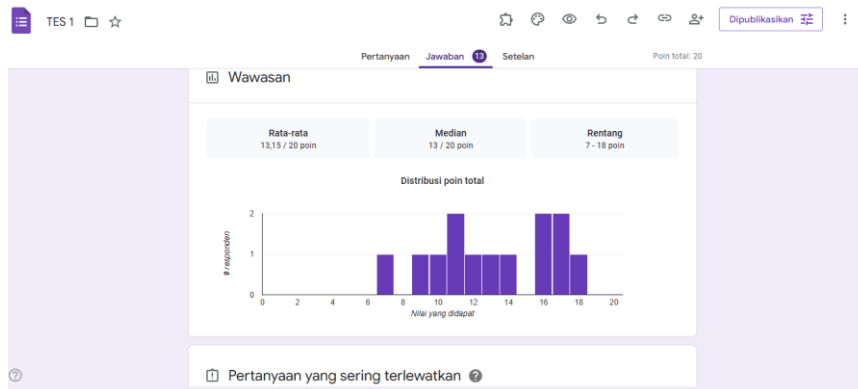 TES 1
Dipublikasikan
Pertanyaan Jawaban 13 Setelan Poin total: 20
Wawasan
Rata-rata
13,15 / 20 poin
Median
13 / 20 poin
Rentang
7 - 18 poin
Distribusi poin total
# responden
2
1
0
0 2 4 6 8 10 12 14 16 18 20
Nilai yang didapat
Pertanyaan yang sering terlewatkan